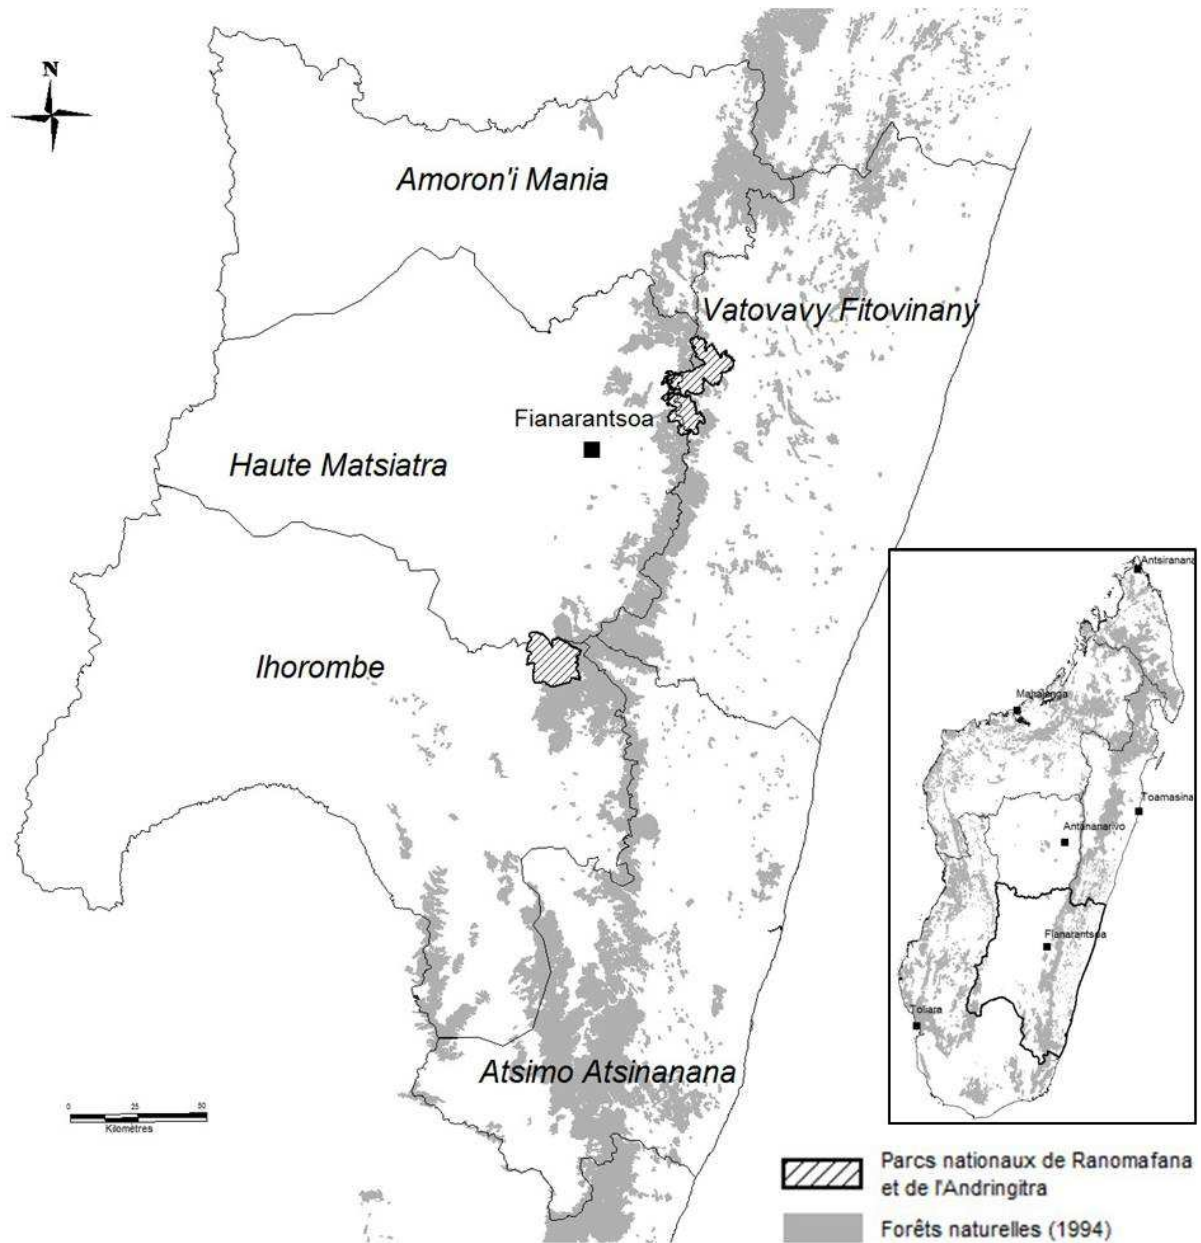 N
Amoron'i Mania
Vatovavy Fitovinany
Fianarantsoa
Haute Matsiatra
Ihorombe
Atsimo Atsinanana
0 25 50
Kilomètres
Antsiranana
Mahajanga
Toamasina
Antananarivo
Fianarantsoa
Toliara
Parcs nationaux de Ranomafana
et de l'Andringitra
Forêts naturelles (1994)